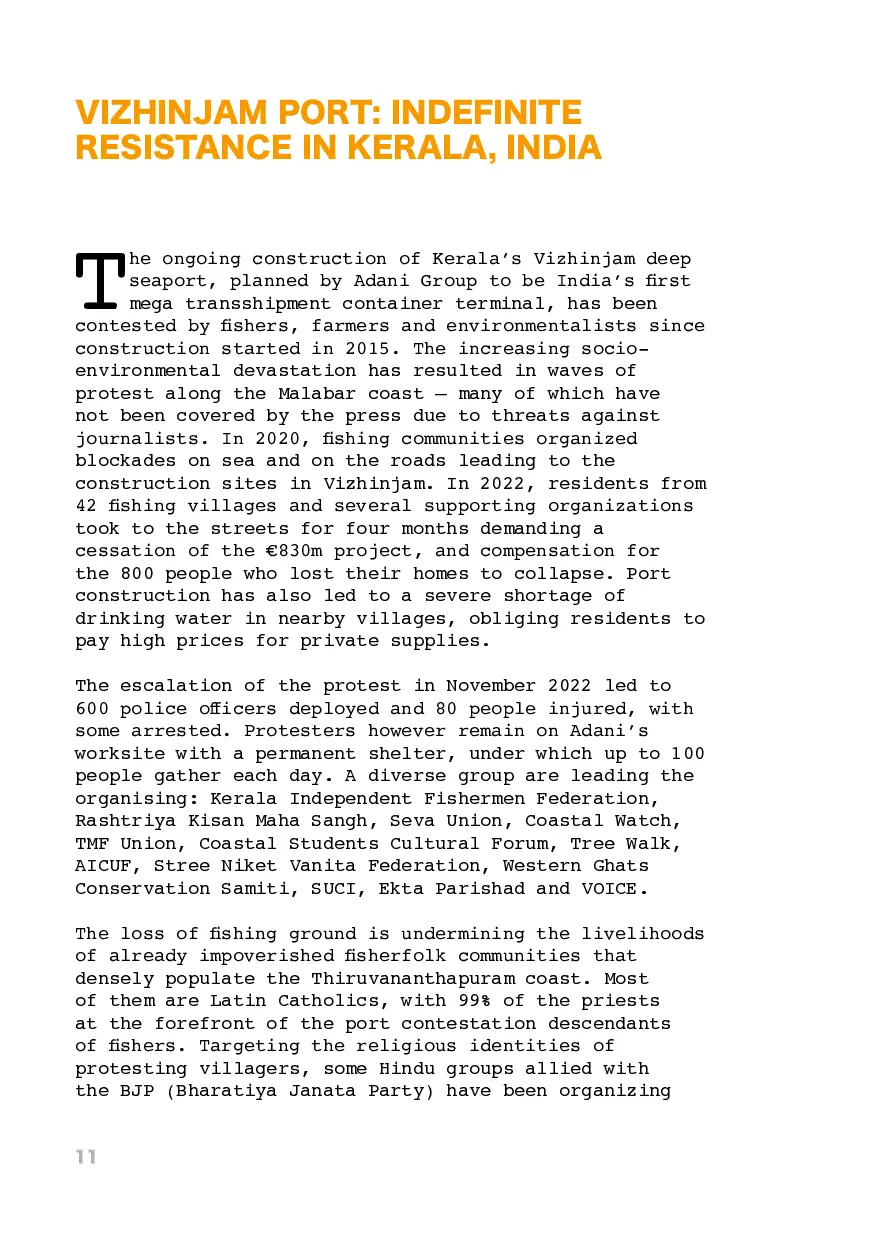 VIZHINJAM PORT: INDEFINITE
RESISTANCE IN KERALA, INDIA
The ongoing construction of Kerala’s Vizhinjam deep
seaport, planned by Adani Group to be India’s first
mega transshipment container terminal, has been
contested by fishers, farmers and environmentalists since
construction started in 2015. The increasing socio-
environmental devastation has resulted in waves of
protest along the Malabar coast – many of which have
not been covered by the press due to threats against
journalists. In 2020, fishing communities organized
blockades on sea and on the roads leading to the
construction sites in Vizhinjam. In 2022, residents from
42 fishing villages and several supporting organizations
took to the streets for four months demanding a
cessation of the €830m project, and compensation for
the 800 people who lost their homes to collapse. Port
construction has also led to a severe shortage of
drinking water in nearby villages, obliging residents to
pay high prices for private supplies.
The escalation of the protest in November 2022 led to
600 police officers deployed and 80 people injured, with
some arrested. Protesters however remain on Adani’s
worksite with a permanent shelter, under which up to 100
people gather each day. A diverse group are leading the
organising: Kerala Independent Fishermen Federation,
Rashtriya Kisan Maha Sangh, Seva Union, Coastal Watch,
TMF Union, Coastal Students Cultural Forum, Tree Walk,
AICUF, Stree Niket Vanita Federation, Western Ghats
Conservation Samiti, SUCI, Ekta Parishad and VOICE.
The loss of fishing ground is undermining the livelihoods
of already impoverished fisherfolk communities that
densely populate the Thiruvananthapuram coast. Most
of them are Latin Catholics, with 99% of the priests
at the forefront of the port contestation descendants
of fishers. Targeting the religious identities of
protesting villagers, some Hindu groups allied with
the BJP (Bharatiya Janata Party) have been organizing
11